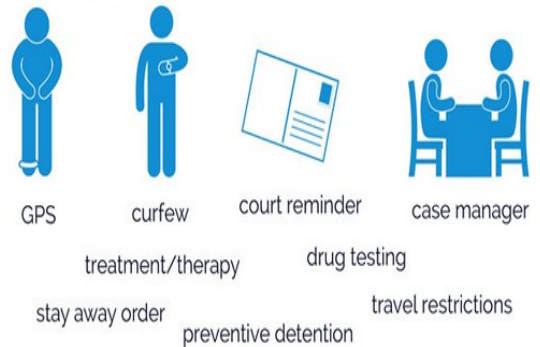 GPS
curfew
court reminder
case manager
treatment/therapy
drug testing
stay away order
travel restrictions
preventive detention